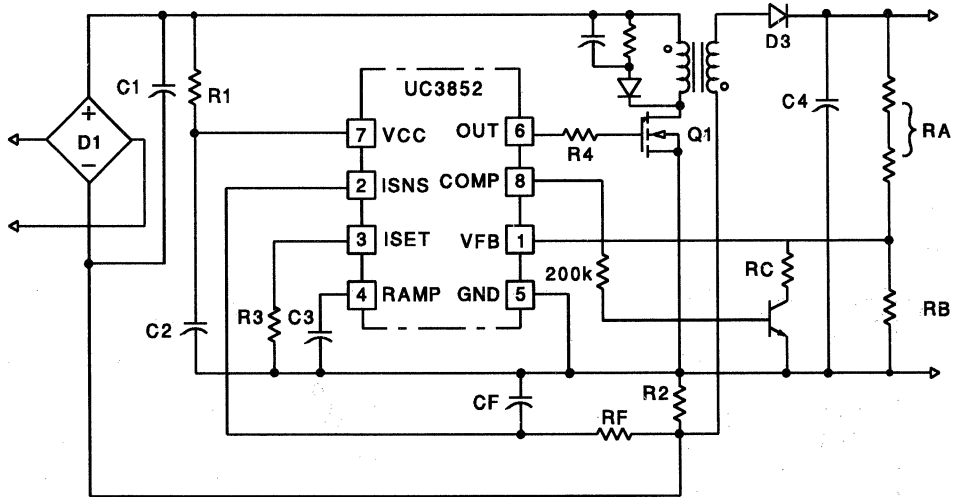 D3
C1
R1
UC3852
C4
+
D1
−
7 VCC
OUT 6
R4
Q1
RA
2 ISNS
COMP 8
3 ISET
VFB 1
200k
RC
4 RAMP
GND 5
R3
C3
C2
RB
CF
R2
RF